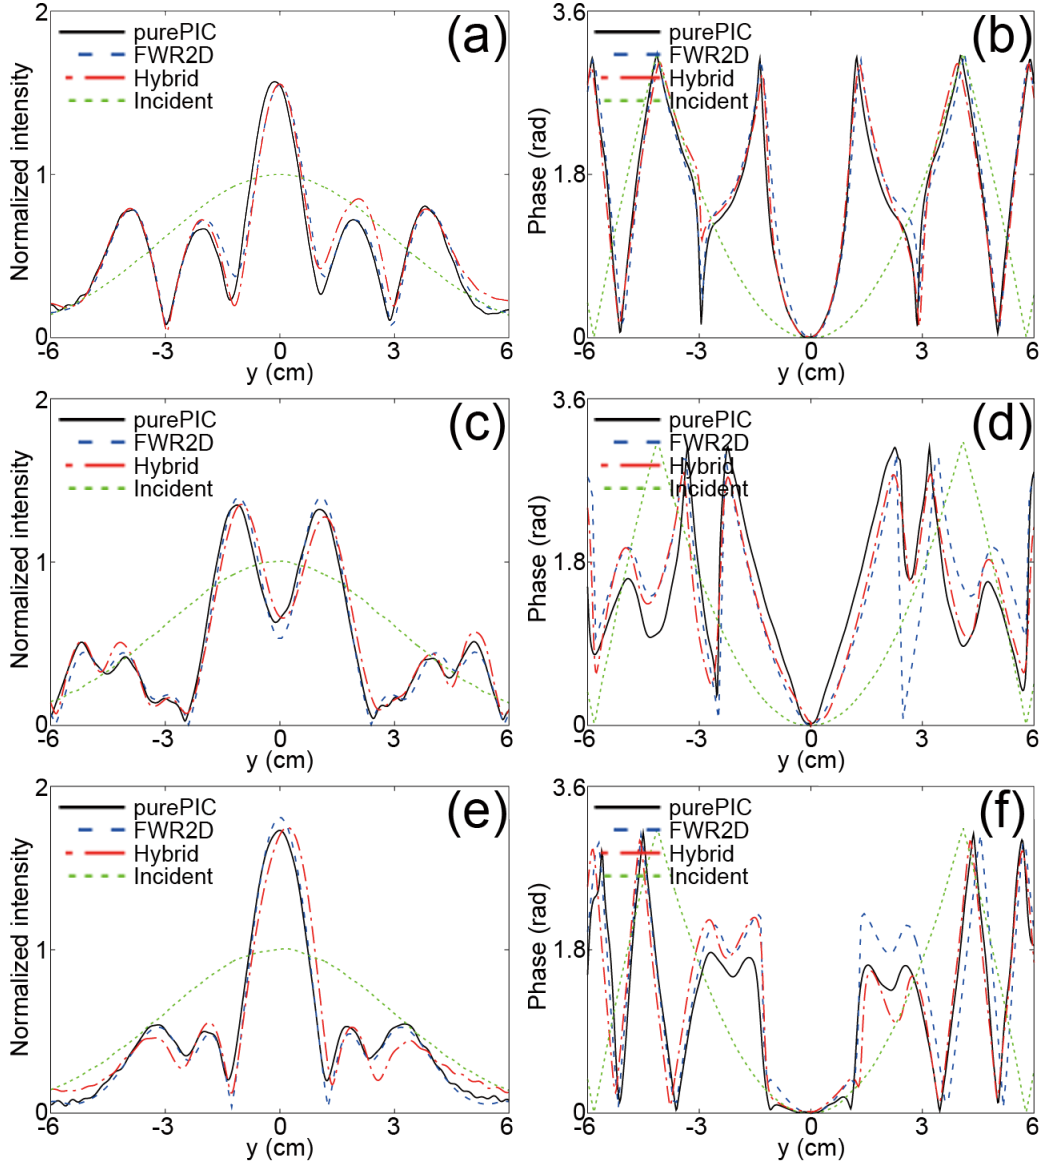 2
purePIC
FWR2D
Hybrid
Incident
(a)
1
0
Normalized intensity
-6
-3
0
3
6
y (cm)
3.6
purePIC
FWR2D
Hybrid
Incident
(b)
1.8
0
Phase (rad)
-6
-3
0
3
6
y (cm)
2
purePIC
FWR2D
Hybrid
Incident
(c)
1
0
Normalized intensity
-6
-3
0
3
6
y (cm)
3.6
purePIC
FWR2D
Hybrid
Incident
(d)
1.8
0
Phase (rad)
-6
-3
0
3
6
y (cm)
2
purePIC
FWR2D
Hybrid
Incident
(e)
1
0
Normalized intensity
-6
-3
0
3
6
y (cm)
3.6
purePIC
FWR2D
Hybrid
Incident
(f)
1.8
0
Phase (rad)
-6
-3
0
3
6
y (cm)